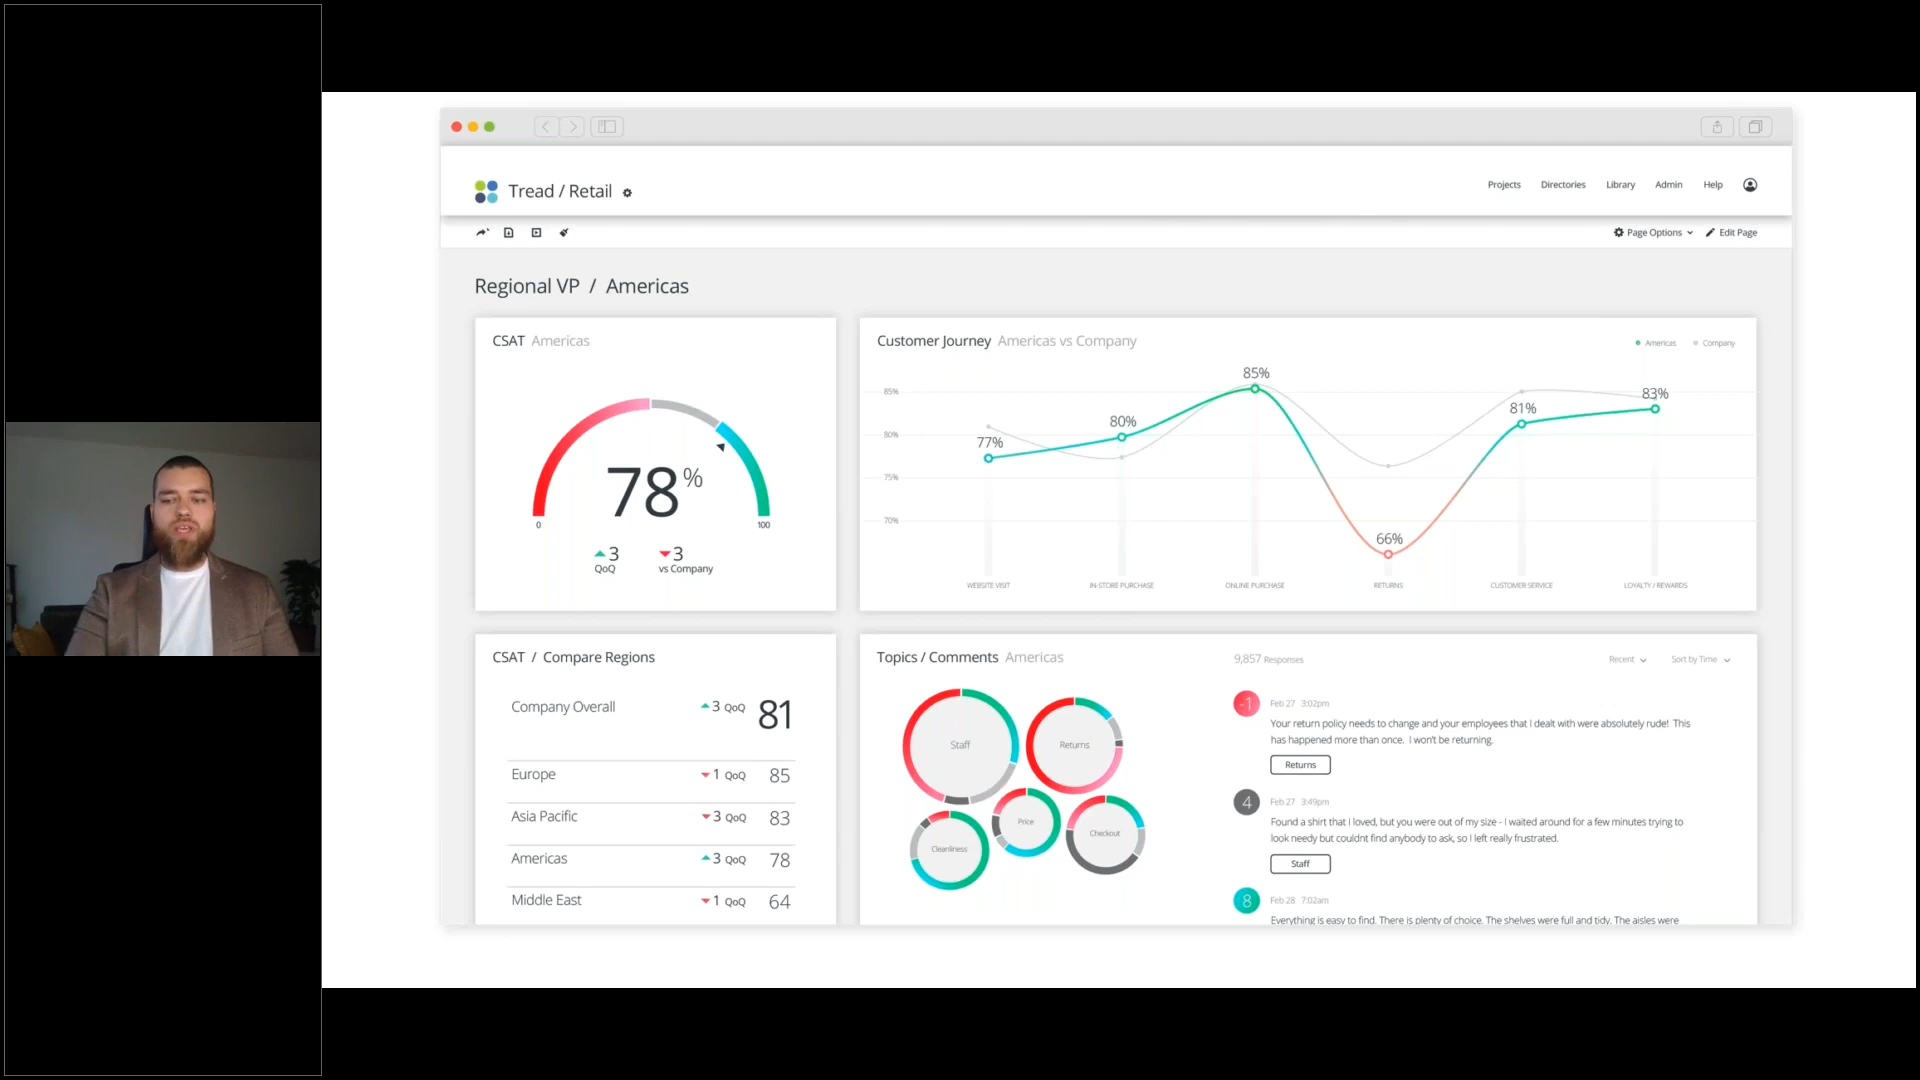 Tread / Retail
Projects Directories Library Admin Help
Page Options Edit Page
Regional VP / Americas
CSAT Americas
78%
0 100
3 3
QoQ vs Company
Customer Journey Americas vs Company
Americas Company
85%
80%
75%
70%
77%
80%
85%
66%
81%
83%
WEBSITE VISIT IN-STORE PURCHASE ONLINE PURCHASE RETURNS CUSTOMER SERVICE LOYALTY / REWARDS
CSAT / Compare Regions
Company Overall 3 QoQ 81
Europe 1 QoQ 85
Asia Pacific 3 QoQ 83
Americas 3 QoQ 78
Middle East 1 QoQ 64
Topics / Comments Americas
Staff
Returns
Price
Checkout
Cleanliness
9,857 Responses
Recent Sort by Time
-1 Feb 27 3:02pm
Your return policy needs to change and your employees that I dealt with were absolutely rude! This
has happened more than once. I won't be returning.
Returns
4 Feb 27 3:49pm
Found a shirt that I loved, but you were out of my size - I waited around for a few minutes trying to
look needy but couldnt find anybody to ask, so I left really frustrated.
Staff
8 Feb 28 7:02am
Everything is easy to find. There is plenty of choice. The shelves were full and tidy. The aisles were